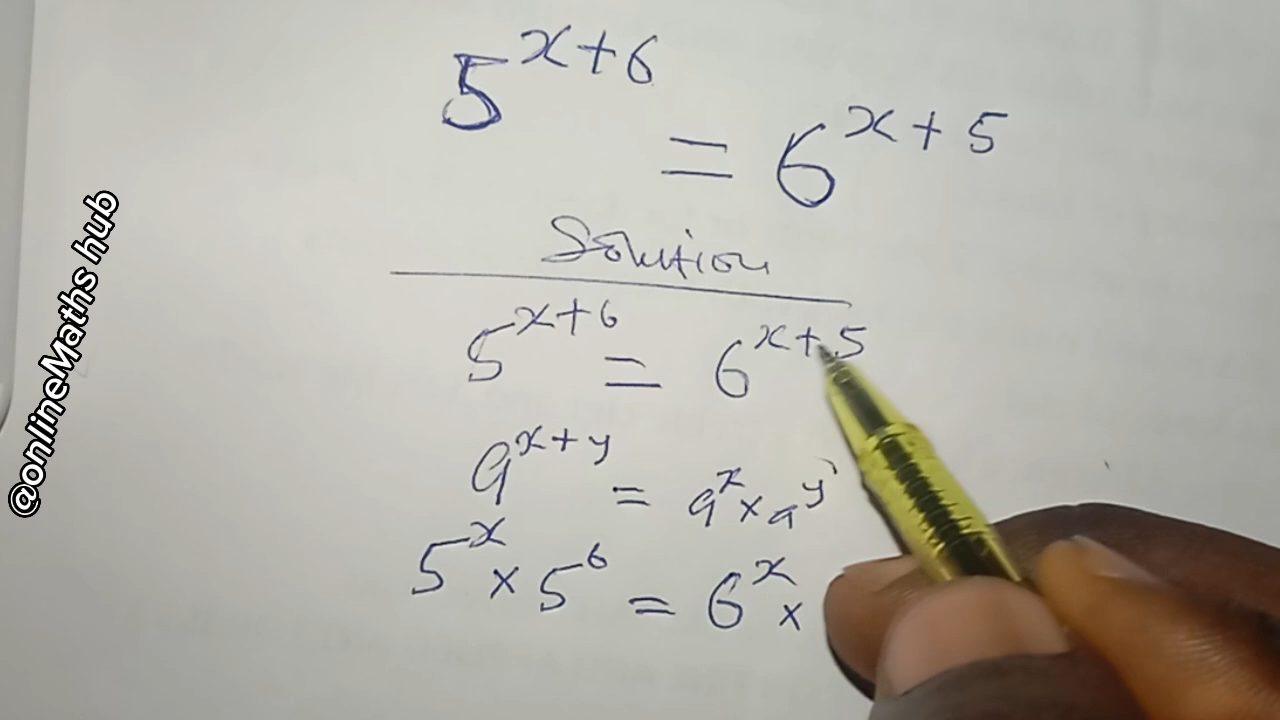 5^{x+6} = 6^{x+5}
Solution
5^{x+6} = 6^{x+5}
a^{x+y} = a^x × a^y
5^x × 5^6 = 6^x ×
@onlineMaths hub